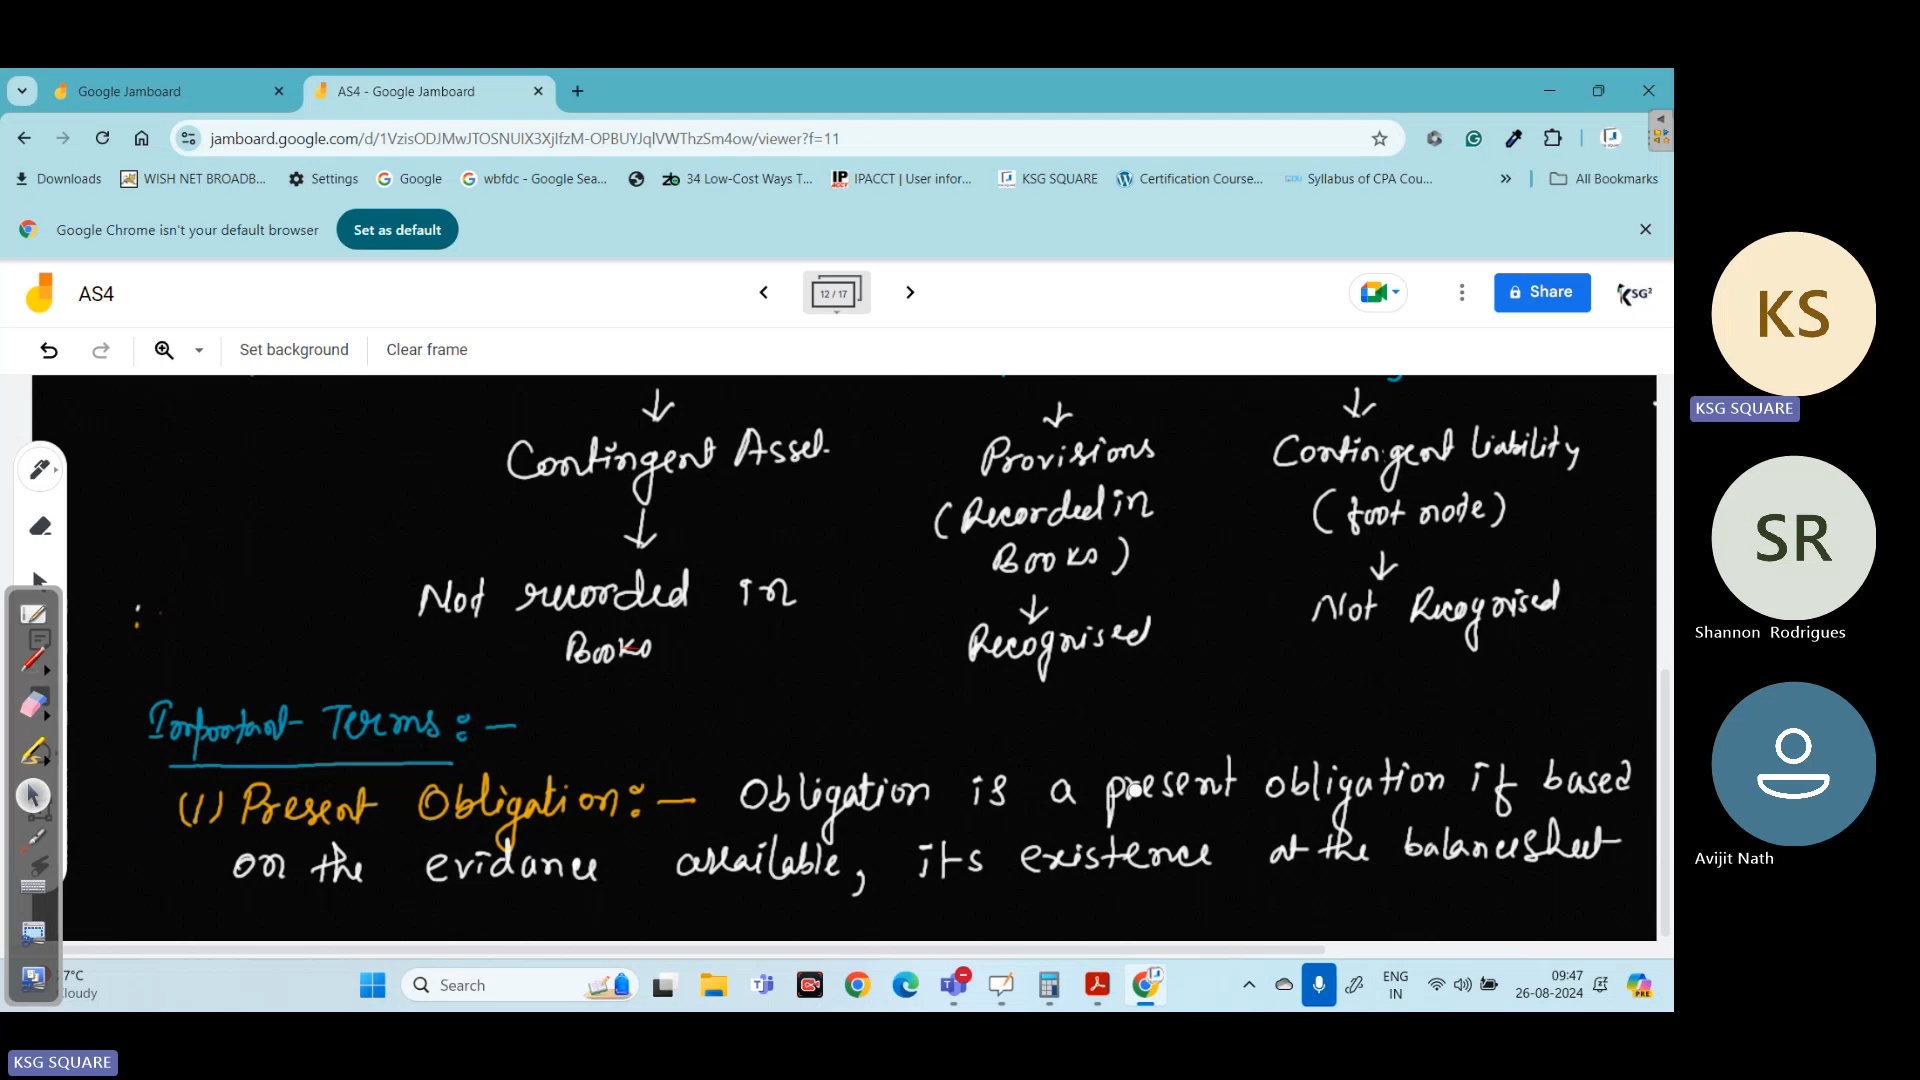 Google Jamboard
AS4 - Google Jamboard
jamboard.google.com/d/1VzisODJMwJTOSNUIX3XjIfzM-OPBUYJqlVWThzSm4ow/viewer?f=11
Downloads
WISH NET BROADB...
Settings
Google
wbfdc - Google Sea...
34 Low-Cost Ways T...
IPACCT | User infor...
KSG SQUARE
Certification Course...
Syllabus of CPA Cou...
All Bookmarks
Google Chrome isn't your default browser
Set as default
AS4
12 / 17
Share
KSG²
Set background
Clear frame
Contingent Asset
Provisions
Contingent liability
(Recorded in
Books)
(foot note)
Not recorded in
Books
Recognised
Not Recognised
Important Terms: —
(1) Present Obligation: — Obligation is a present obligation if based
on the evidance available, its existence at the balancesheet
KS
KSG SQUARE
SR
Shannon Rodrigues
Avijit Nath
7°C
Cloudy
Search
ENG
IN
09:47
26-08-2024
PRE
KSG SQUARE